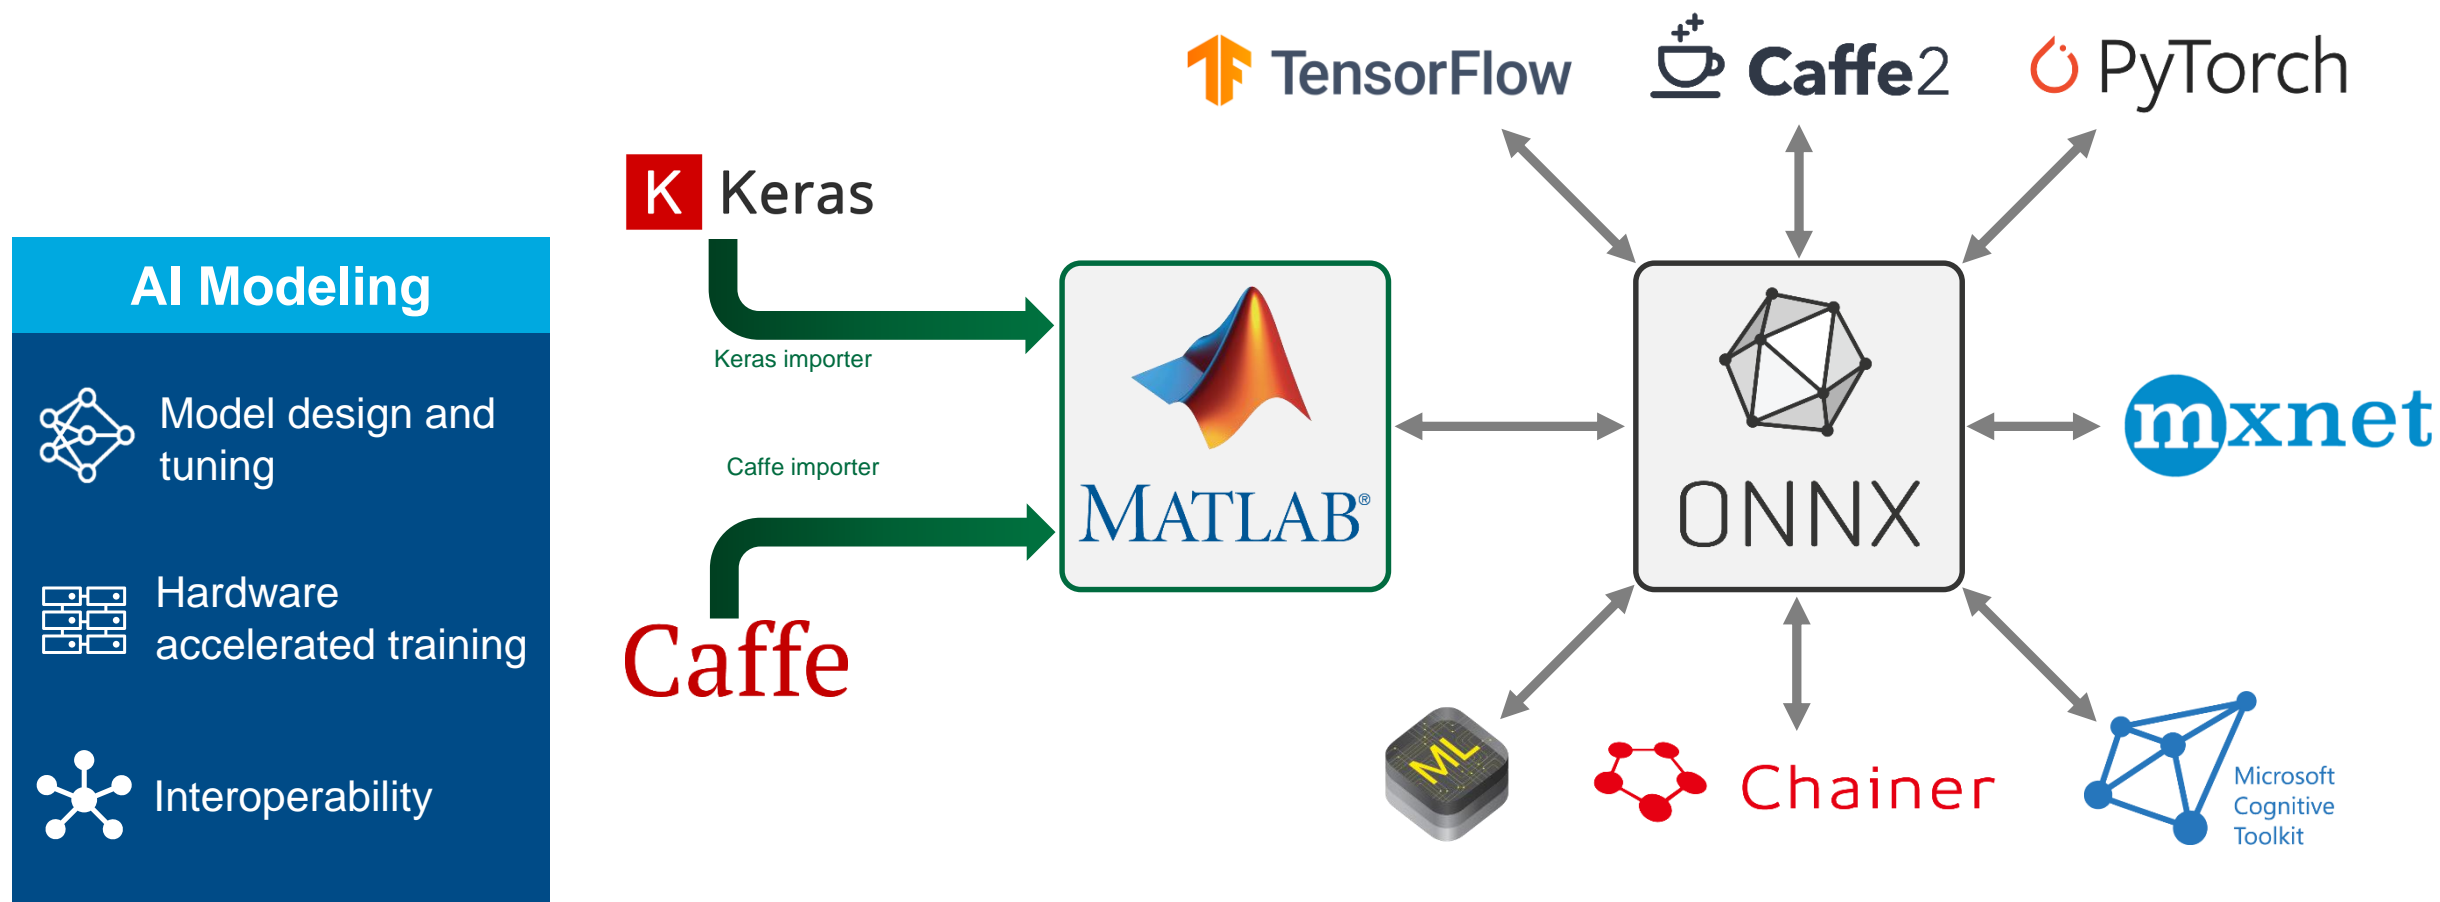 AI Modeling
Model design and
tuning
Hardware
accelerated training
Interoperability
K Keras
Keras importer
Caffe importer
Caffe
MATLAB®
TensorFlow
Caffe2
PyTorch
ONNX
mxnet
ML
Chainer
Microsoft
Cognitive
Toolkit